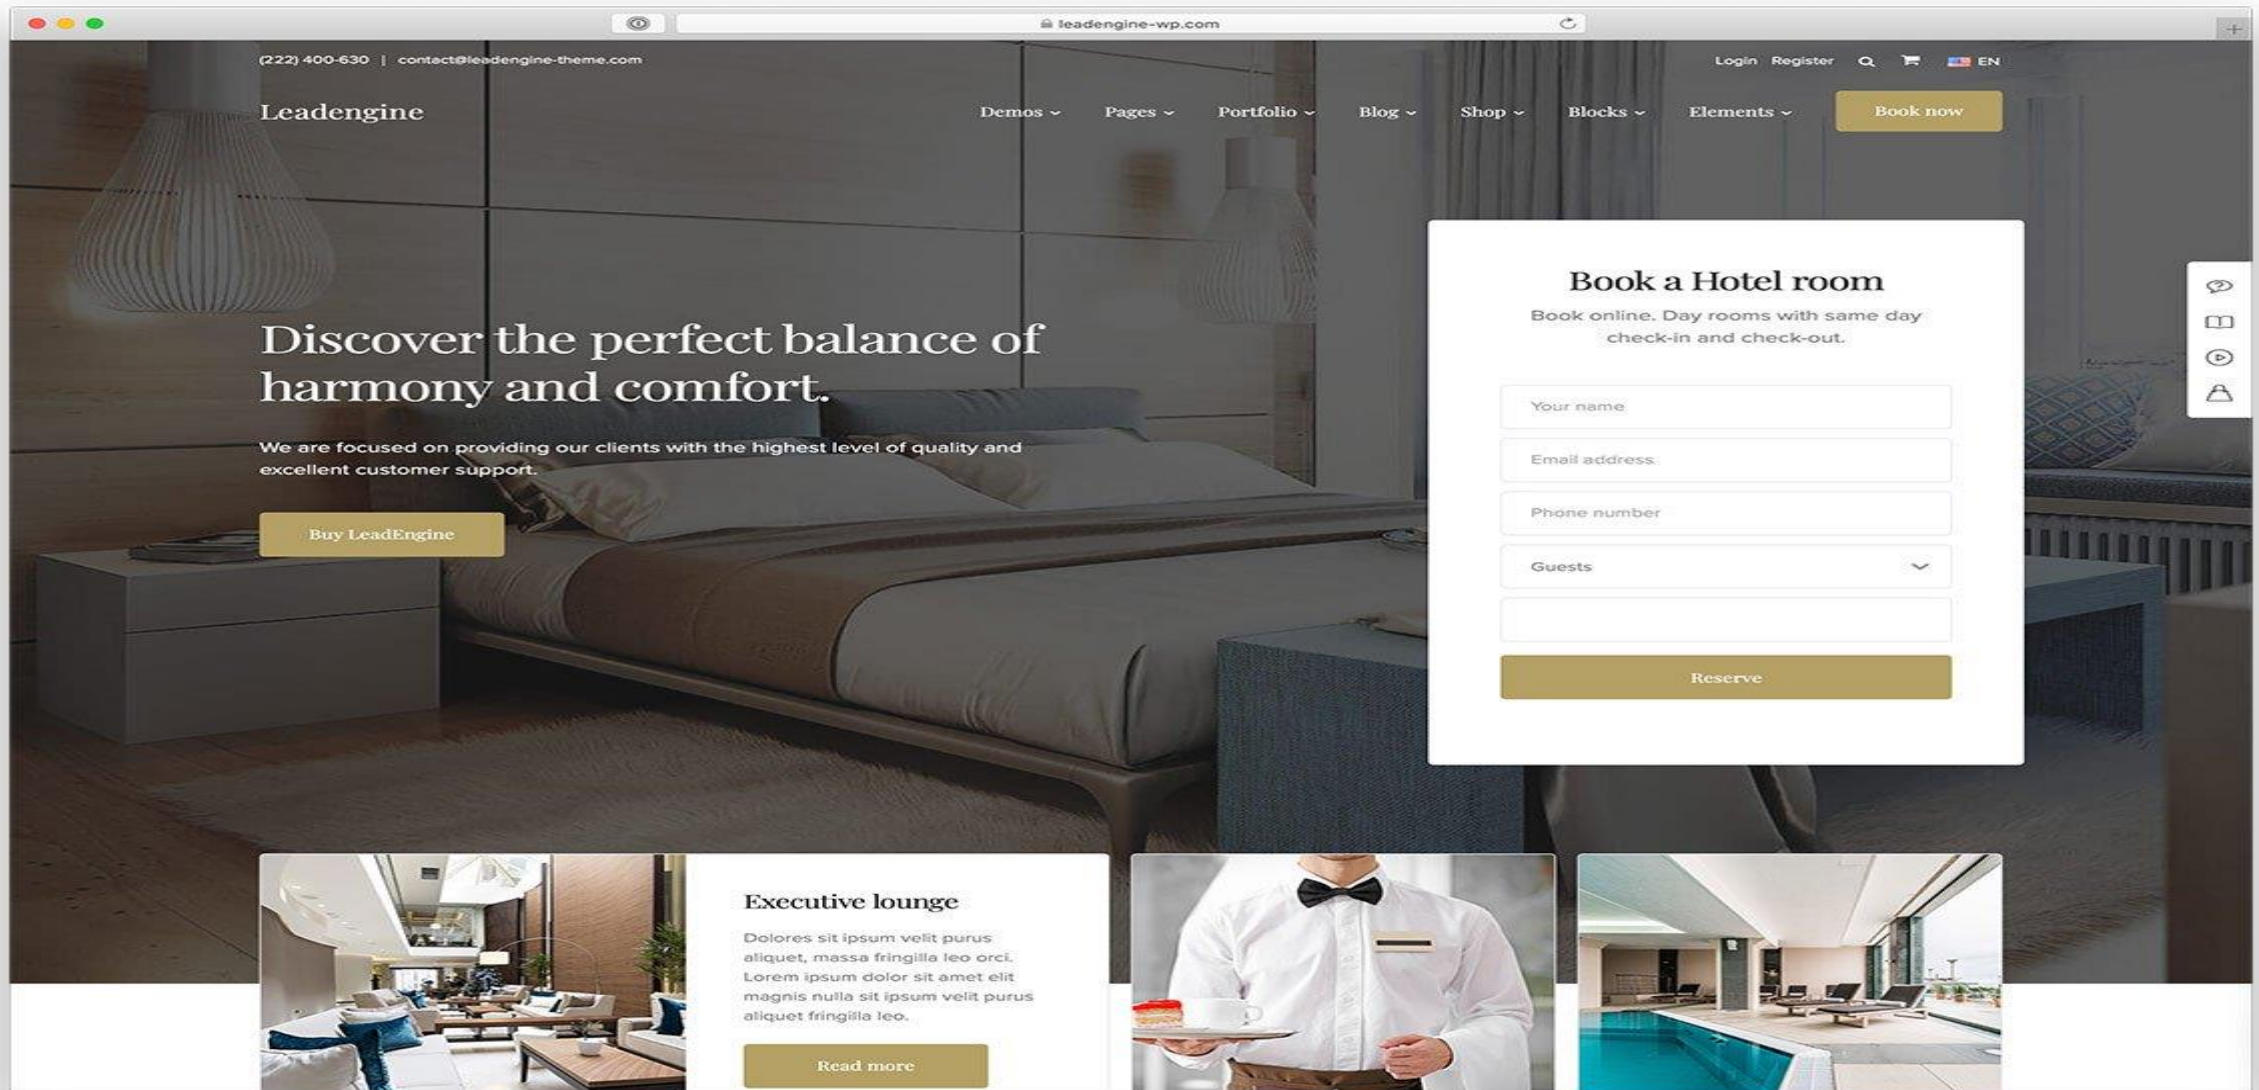 leadengine-wp.com
(222) 400-630 | contact@leadengine-theme.com
Login Register EN
Leadengine
Demos Pages Portfolio Blog Shop Blocks Elements Book now
Discover the perfect balance of
harmony and comfort.
We are focused on providing our clients with the highest level of quality and
excellent customer support.
Buy LeadEngine
Book a Hotel room
Book online. Day rooms with same day
check-in and check-out.
Your name
Email address
Phone number
Guests
Reserve
Executive lounge
Dolores sit ipsum velit purus
aliquet, massa fringilla leo orci.
Lorem ipsum dolor sit amet elit
magnis nulla sit ipsum velit purus
aliquet fringilla leo.
Read more